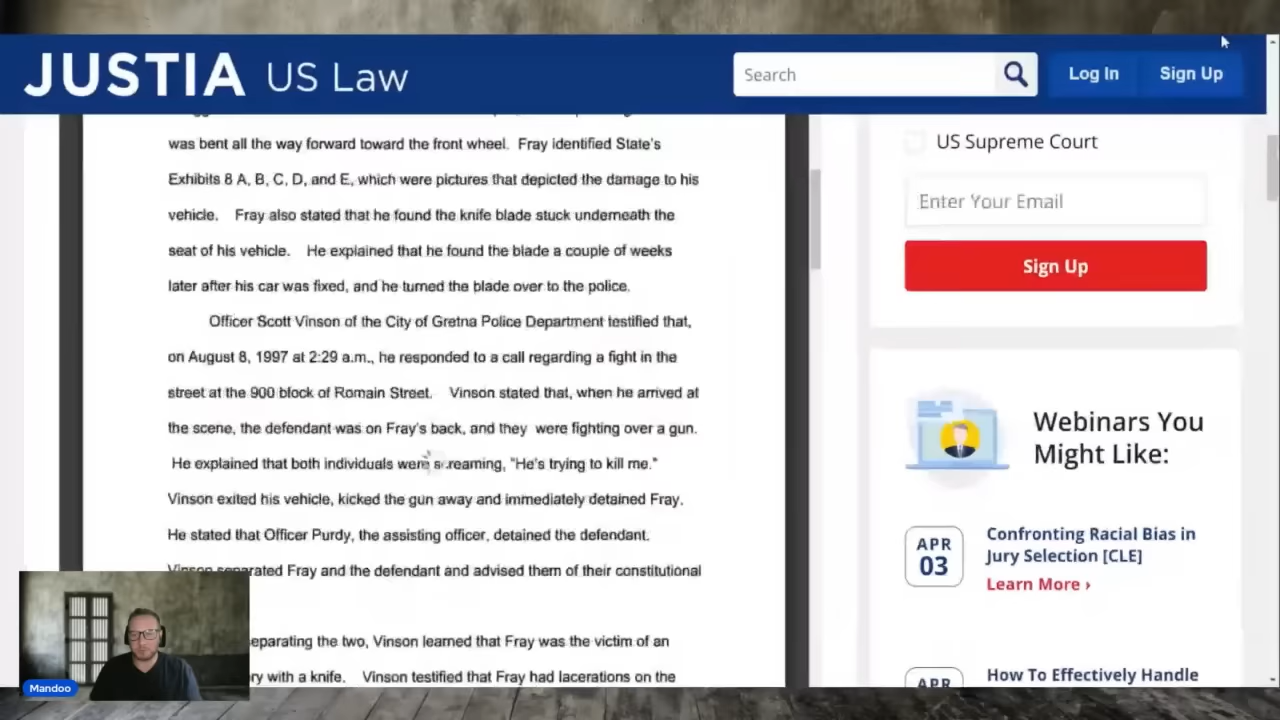 JUSTIA US Law
Search
Log In
Sign Up
was bent all the way forward toward the front wheel. Fray identified State's
Exhibits 8 A, B, C, D, and E, which were pictures that depicted the damage to his
vehicle. Fray also stated that he found the knife blade stuck underneath the
seat of his vehicle. He explained that he found the blade a couple of weeks
later after his car was fixed, and he turned the blade over to the police.
Officer Scott Vinson of the City of Gretna Police Department testified that,
on August 8, 1997 at 2:29 a.m., he responded to a call regarding a fight in the
street at the 900 block of Romain Street. Vinson stated that, when he arrived at
the scene, the defendant was on Fray's back, and they were fighting over a gun.
He explained that both individuals were screaming, "He's trying to kill me."
Vinson exited his vehicle, kicked the gun away and immediately detained Fray.
He stated that Officer Purdy, the assisting officer, detained the defendant.
Vinson separated Fray and the defendant and advised them of their constitutional
eparating the two, Vinson learned that Fray was the victim of an
ry with a knife. Vinson testified that Fray had lacerations on the
US Supreme Court
Enter Your Email
Sign Up
Webinars You
Might Like:
APR
03
Confronting Racial Bias in
Jury Selection [CLE]
Learn More ›
APR
How To Effectively Handle
Mandoo